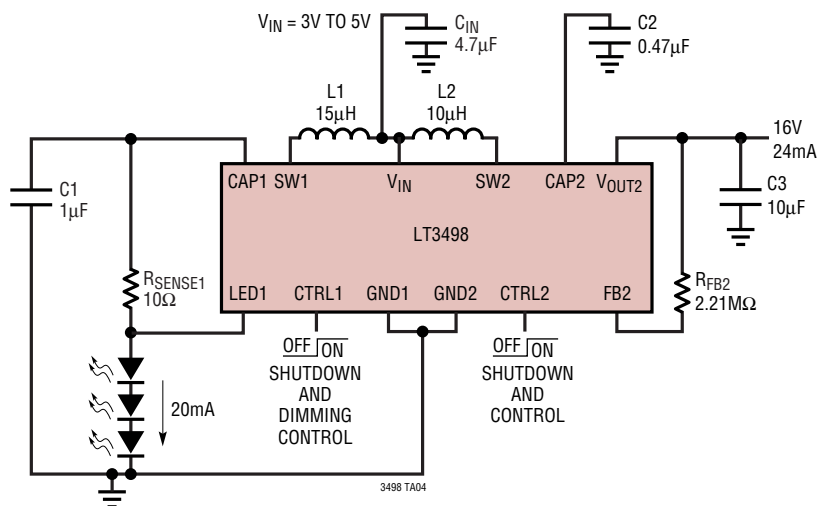 V_IN = 3V TO 5V
C_IN
4.7µF
C2
0.47µF
L1
15µH
L2
10µH
16V
24mA
C1
1µF
CAP1
SW1
V_IN
SW2
CAP2
V_OUT2
C3
10µF
LT3498
R_SENSE1
10Ω
LED1
CTRL1
GND1
GND2
CTRL2
FB2
R_FB2
2.21MΩ
OFF ON
SHUTDOWN
AND
DIMMING
CONTROL
OFF ON
SHUTDOWN
AND
CONTROL
20mA
3498 TA04